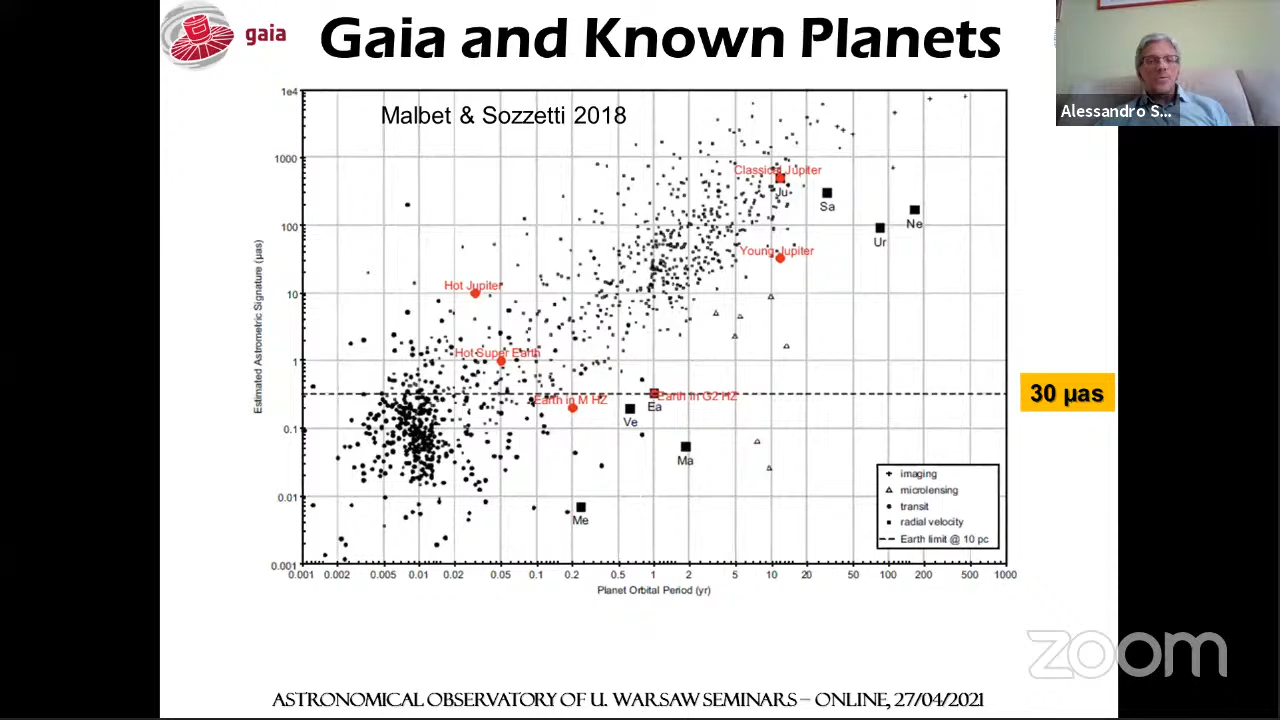 gaia
Gaia and Known Planets
Alessandro S...
Malbet & Sozzetti 2018
1e4
1000
100
10
1
0.1
0.01
0.001
Estimated Astrometric Signature (µas)
Classical Jupiter
Ju
Sa
Ne
Ur
Young Jupiter
Hot Jupiter
Hot Super Earth
Earth in M HZ
Earth in G2 HZ
Ea
Ve
Ma
Me
30 µas
imaging
microlensing
transit
radial velocity
Earth limit @ 10 pc
0.001 0.002 0.005 0.01 0.02 0.05 0.1 0.2 0.5 1 2 5 10 20 50 100 200 500 1000
Planet Orbital Period (yr)
zoom
ASTRONOMICAL OBSERVATORY OF U. WARSAW SEMINARS – ONLINE, 27/04/2021